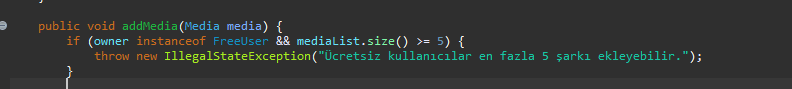 public void addMedia(Media media) {
if (owner instanceof FreeUser && mediaList.size() >= 5) {
throw new IllegalStateException("Ücretsiz kullanıcılar en fazla 5 şarkı ekleyebilir.");
}